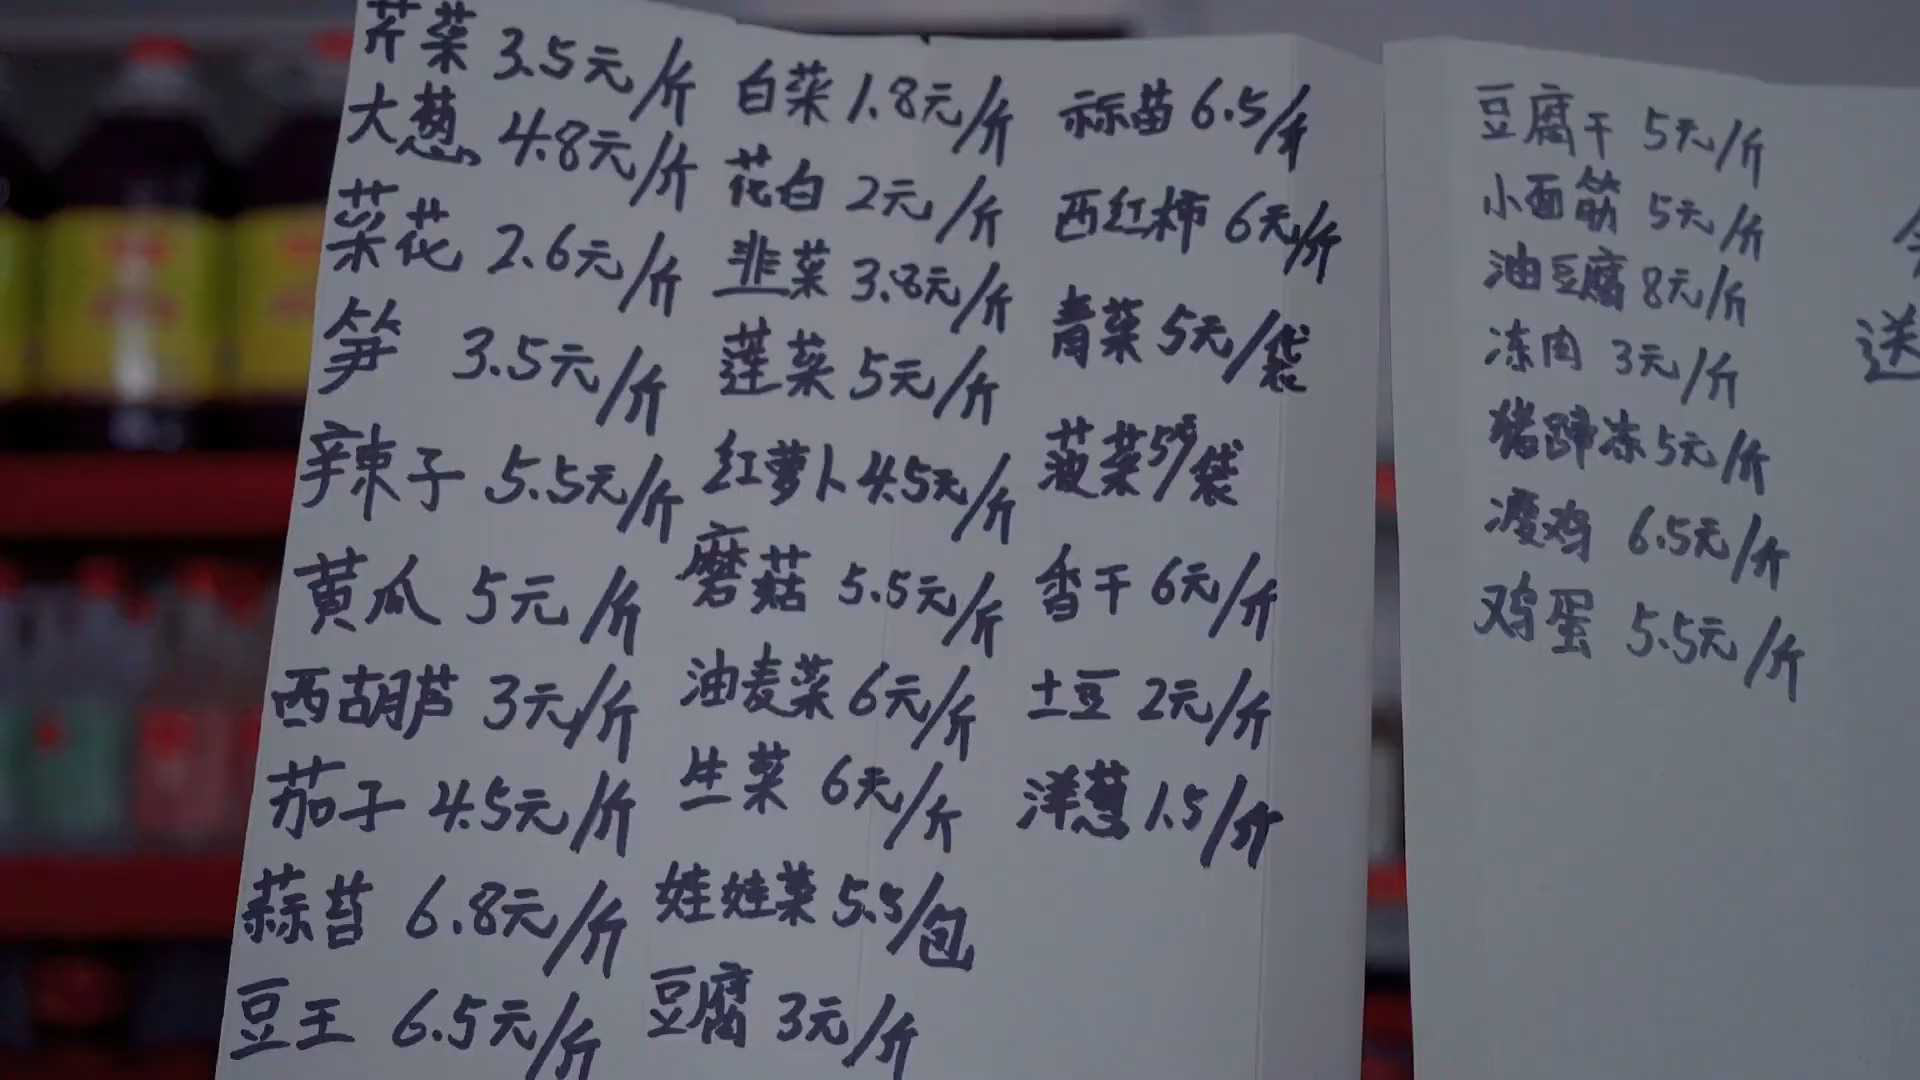 芹菜 3.5元/斤
大葱 4.8元/斤
菜花 2.6元/斤
笋 3.5元/斤
辣子 5.5元/斤
黄瓜 5元/斤
西胡芦 3元/斤
茄子 4.5元/斤
蒜苔 6.8元/斤
豆王 6.5元/斤
白菜 1.8元/斤
花白 2元/斤
韭菜 3.8元/斤
莲菜 5元/斤
红萝卜 4.5元/斤
磨菇 5.5元/斤
油麦菜 6元/斤
生菜 6元/斤
娃娃菜 5.5/包
豆腐 3元/斤
蒜苗 6.5/斤
西红柿 6元/斤
青菜 5元/袋
菠菜 5元/袋
香干 6元/斤
土豆 2元/斤
洋葱 1.5/斤
豆腐干 5元/斤
小面筋 5元/斤
油豆腐 8元/斤
冻肉 3元/斤
猪蹄冻 5元/斤
鸡 6.5元/斤
鸡蛋 5.5元/斤
送